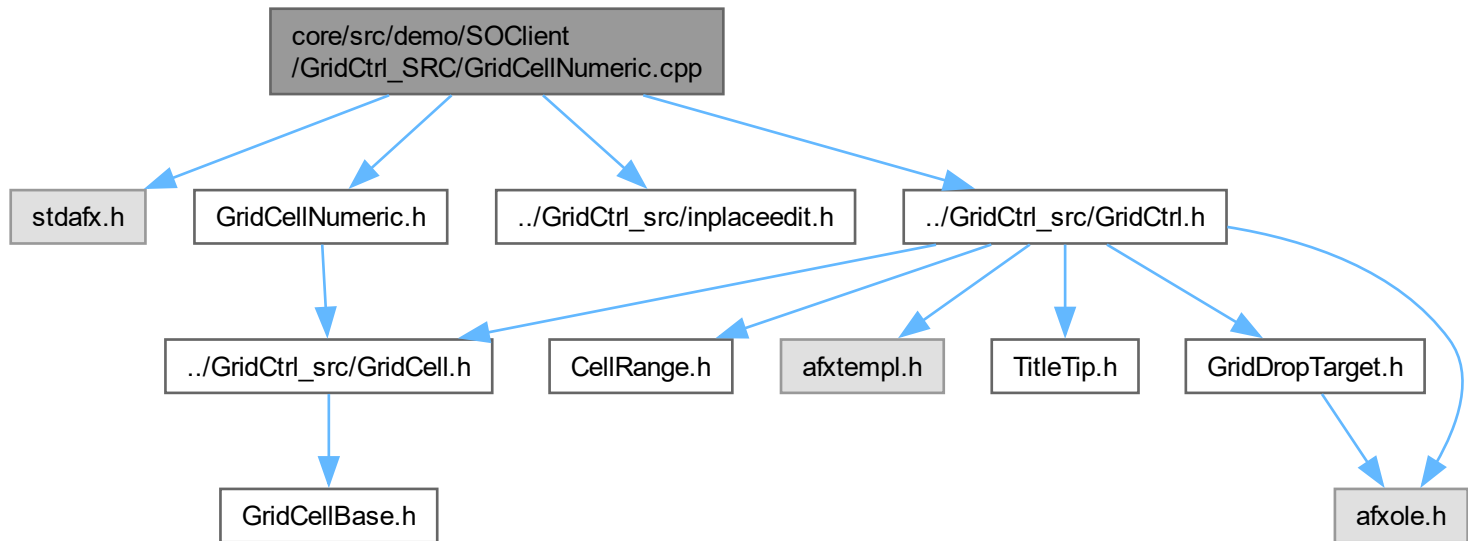 core/src/demo/SOClient
/GridCtrl_SRC/GridCellNumeric.cpp
stdafx.h
GridCellNumeric.h
../GridCtrl_src/inplaceedit.h
../GridCtrl_src/GridCtrl.h
../GridCtrl_src/GridCell.h
CellRange.h
afxtempl.h
TitleTip.h
GridDropTarget.h
GridCellBase.h
afxole.h